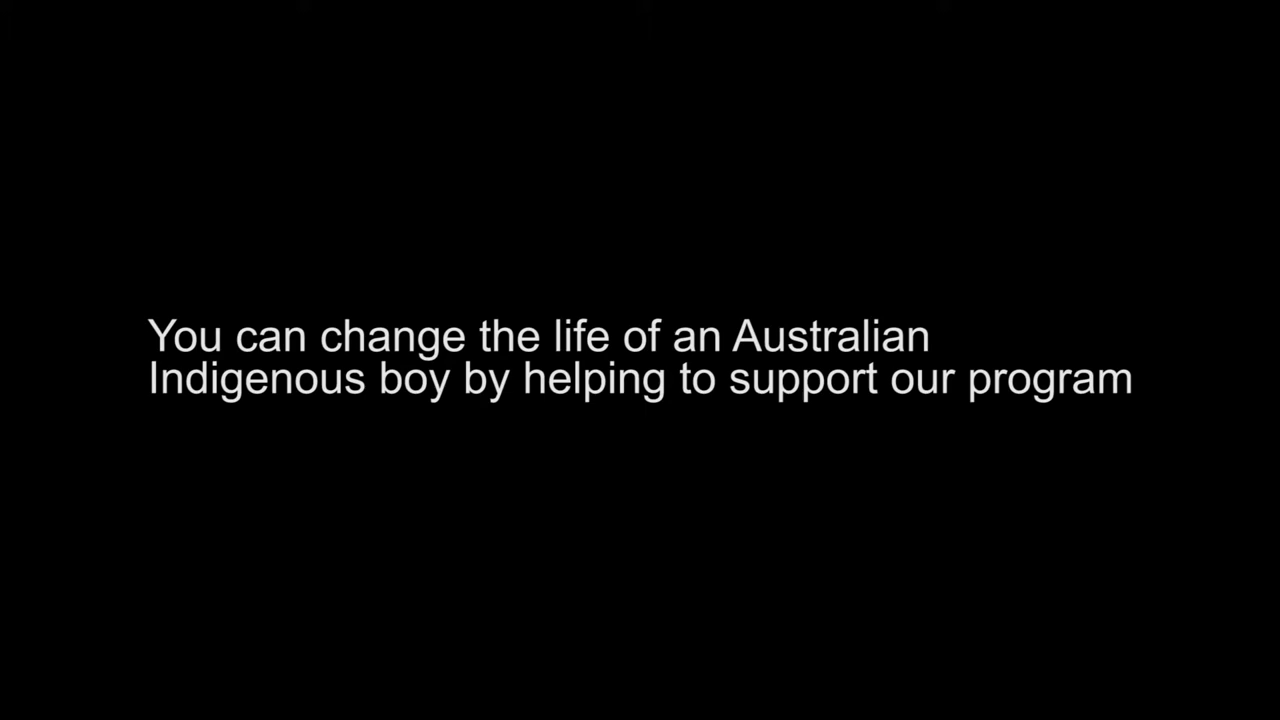 You can change the life of an Australian
Indigenous boy by helping to support our program